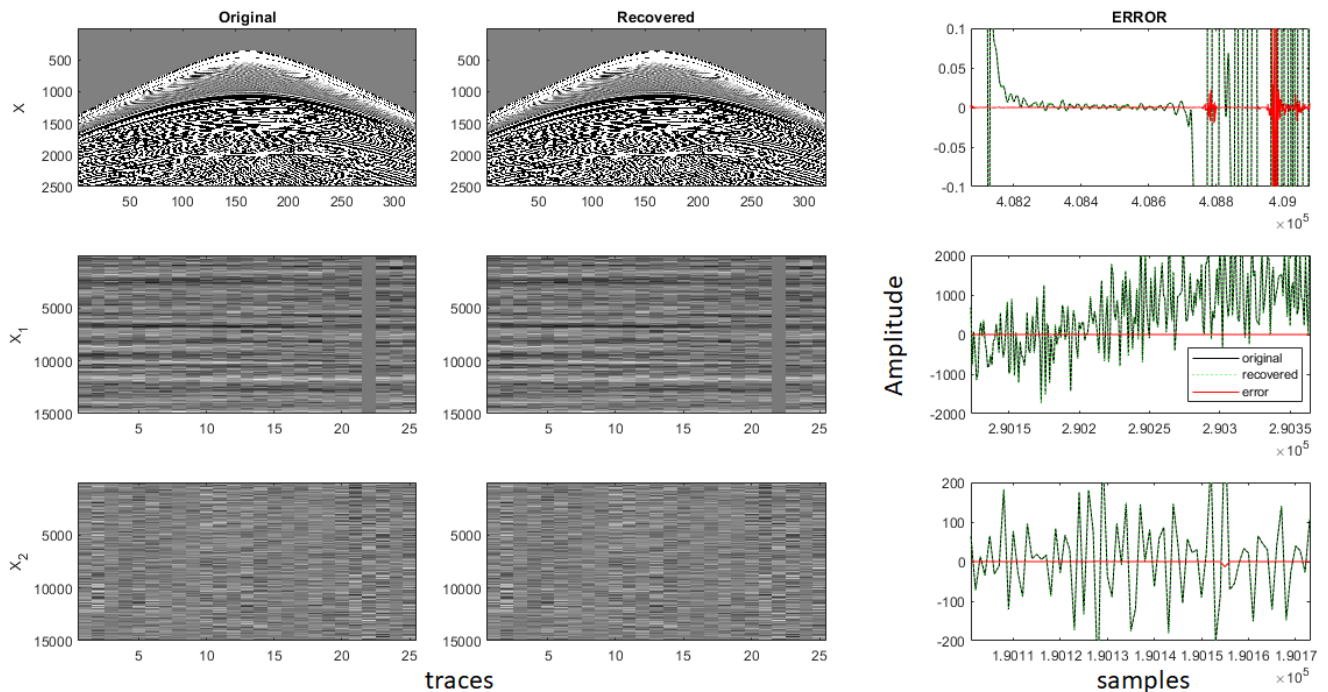 Original
Recovered
ERROR
X
500
1000
1500
2000
2500
50 100 150 200 250 300
500
1000
1500
2000
2500
50 100 150 200 250 300
0.1
0.05
0
-0.05
-0.1
4.082 4.084 4.086 4.088 4.09
× 10^5
X_1
5000
10000
15000
5 10 15 20 25
5000
10000
15000
5 10 15 20 25
Amplitude
2000
1000
0
-1000
-2000
original
recovered
error
2.9015 2.902 2.9025 2.903 2.9035
× 10^5
X_2
5000
10000
15000
5 10 15 20 25
5000
10000
15000
5 10 15 20 25
200
100
0
-100
-200
1.9011 1.9012 1.9013 1.9014 1.9015 1.9016 1.9017
× 10^5
traces
samples